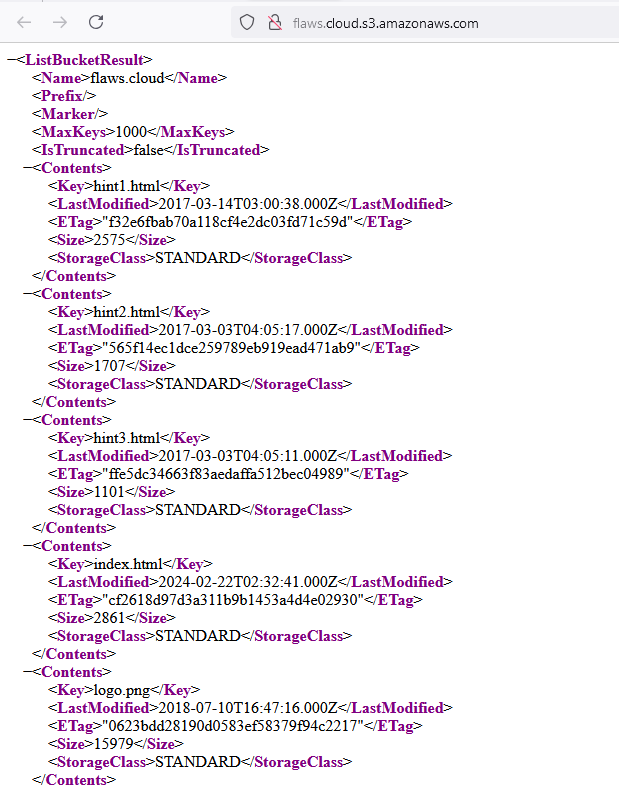 flaws.cloud.s3.amazonaws.com
—<ListBucketResult>
<Name>flaws.cloud</Name>
<Prefix/>
<Marker/>
<MaxKeys>1000</MaxKeys>
<IsTruncated>false</IsTruncated>
—<Contents>
<Key>hint1.html</Key>
<LastModified>2017-03-14T03:00:38.000Z</LastModified>
<ETag>"f32e6fbab70a118cf4e2dc03fd71c59d"</ETag>
<Size>2575</Size>
<StorageClass>STANDARD</StorageClass>
</Contents>
—<Contents>
<Key>hint2.html</Key>
<LastModified>2017-03-03T04:05:17.000Z</LastModified>
<ETag>"565f14ec1dce259789eb919ead471ab9"</ETag>
<Size>1707</Size>
<StorageClass>STANDARD</StorageClass>
</Contents>
—<Contents>
<Key>hint3.html</Key>
<LastModified>2017-03-03T04:05:11.000Z</LastModified>
<ETag>"ffe5dc34663f83aedaffa512bec04989"</ETag>
<Size>1101</Size>
<StorageClass>STANDARD</StorageClass>
</Contents>
—<Contents>
<Key>index.html</Key>
<LastModified>2024-02-22T02:32:41.000Z</LastModified>
<ETag>"cf2618d97d3a311b9b1453a4d4e02930"</ETag>
<Size>2861</Size>
<StorageClass>STANDARD</StorageClass>
</Contents>
—<Contents>
<Key>logo.png</Key>
<LastModified>2018-07-10T16:47:16.000Z</LastModified>
<ETag>"0623bdd28190d0583ef58379f94c2217"</ETag>
<Size>15979</Size>
<StorageClass>STANDARD</StorageClass>
</Contents>